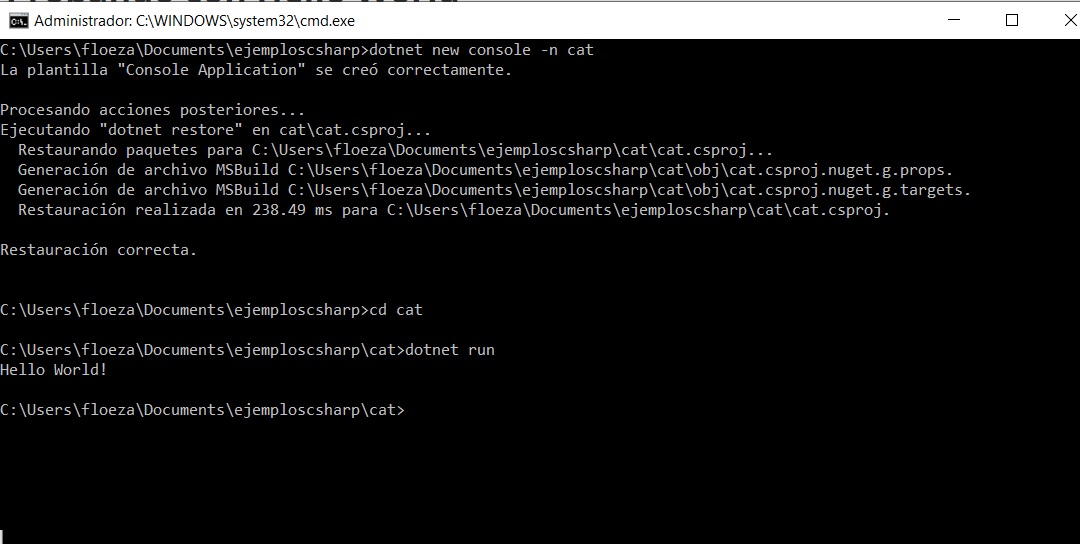 Probando con Hello World
Administrador: C:\WINDOWS\system32\cmd.exe
C:\Users\floeza\Documents\ejemploscsharp>dotnet new console -n cat
La plantilla "Console Application" se creó correctamente.
Procesando acciones posteriores...
Ejecutando "dotnet restore" en cat\cat.csproj...
Restaurando paquetes para C:\Users\floeza\Documents\ejemploscsharp\cat\cat.csproj...
Generación de archivo MSBuild C:\Users\floeza\Documents\ejemploscsharp\cat\obj\cat.csproj.nuget.g.props.
Generación de archivo MSBuild C:\Users\floeza\Documents\ejemploscsharp\cat\obj\cat.csproj.nuget.g.targets.
Restauración realizada en 238.49 ms para C:\Users\floeza\Documents\ejemploscsharp\cat\cat.csproj.
Restauración correcta.
C:\Users\floeza\Documents\ejemploscsharp>cd cat
C:\Users\floeza\Documents\ejemploscsharp\cat>dotnet run
Hello World!
C:\Users\floeza\Documents\ejemploscsharp\cat>